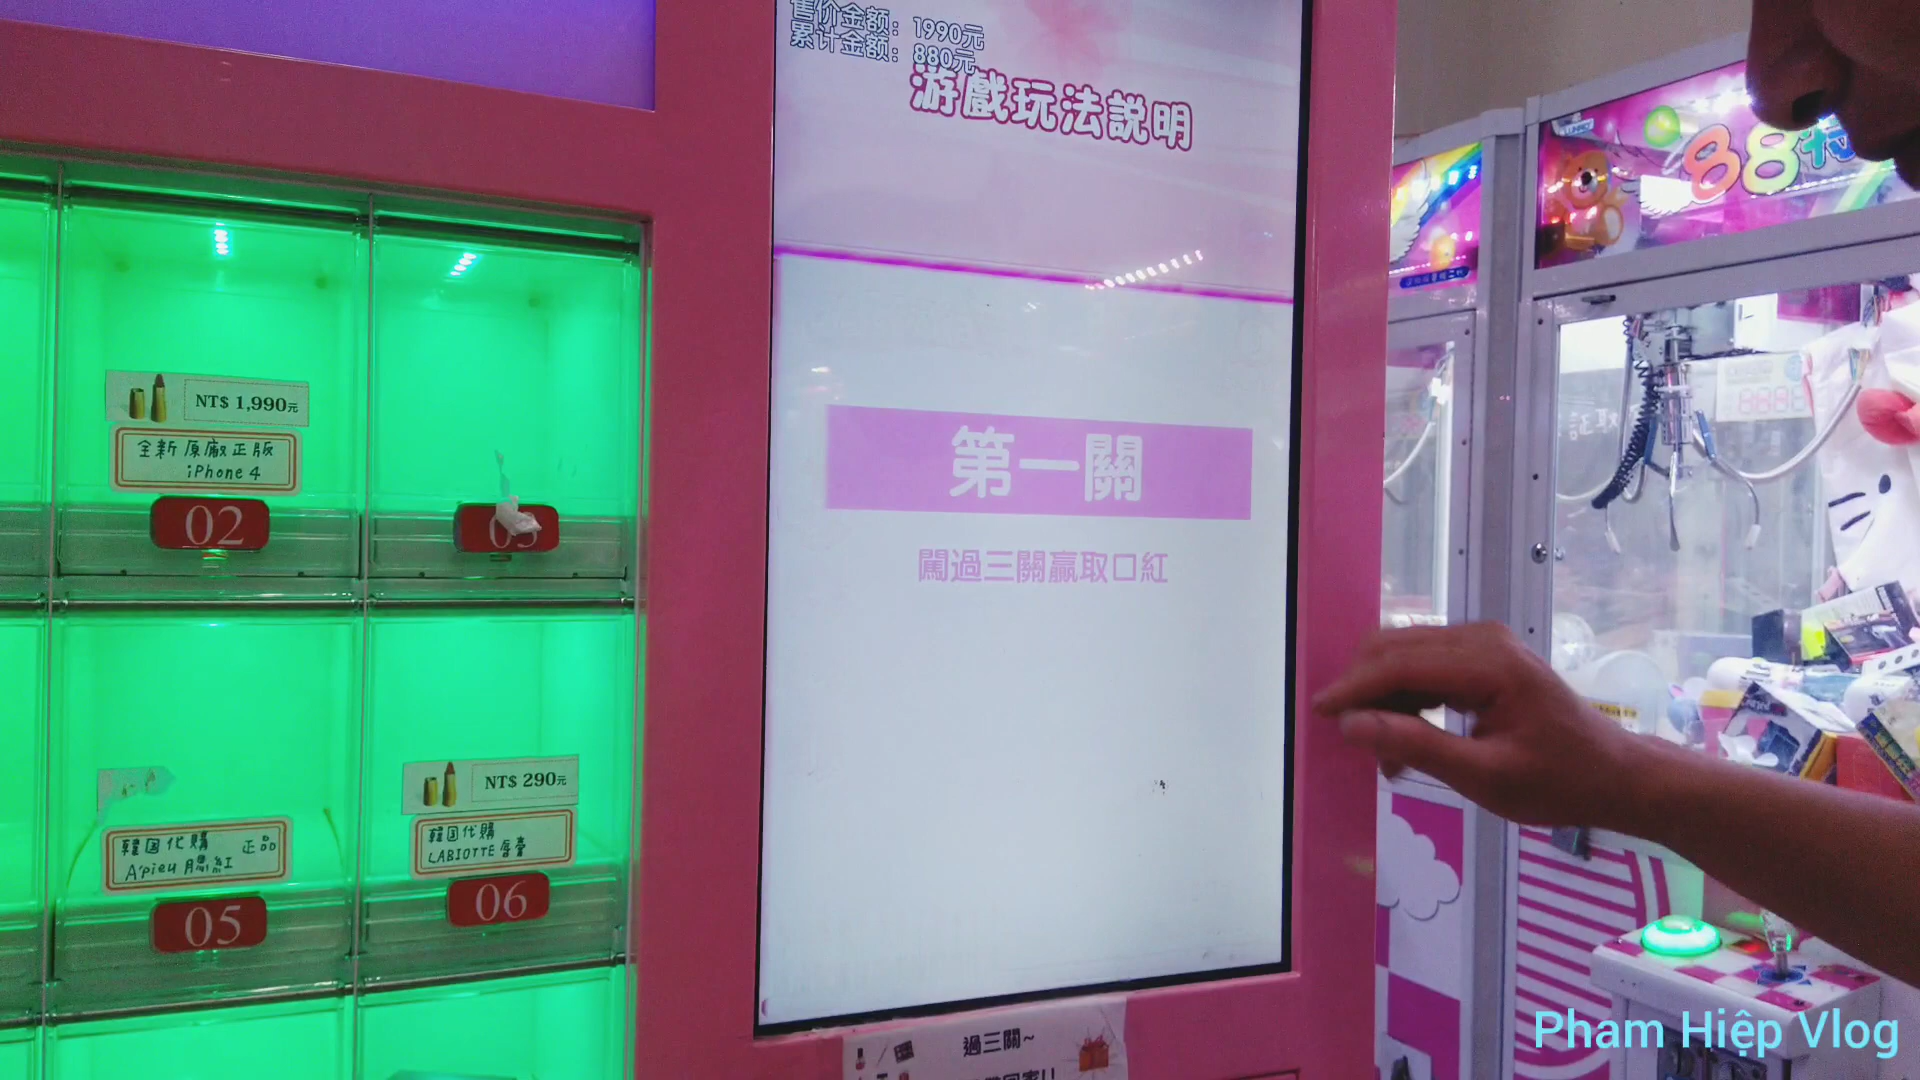 售价金额：1990元
累计金额：880元
游戲玩法説明
第一關
闖過三關贏取口紅
NT$ 1,990元
全新原廠正版
iPhone 4
02
03
韓国代購 正品
A'pieu 腮紅
05
NT$ 290元
韓国代購
LABIOTTE 唇膏
06
過三關~
88
Pham Hiệp Vlog